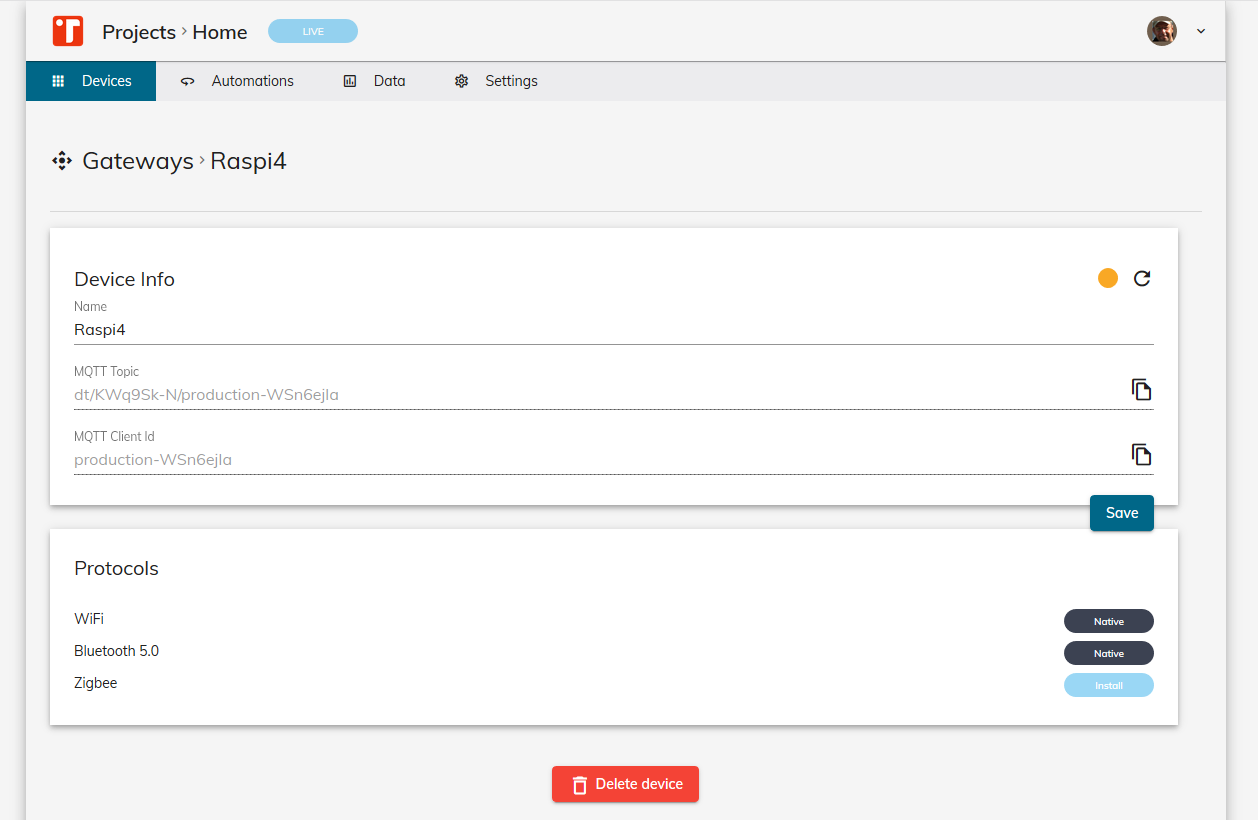 Projects › Home LIVE
Devices Automations Data Settings
Gateways › Raspi4
Device Info
Name
Raspi4
MQTT Topic
dt/KWq9Sk-N/production-WSn6ejla
MQTT Client Id
production-WSn6ejla
Save
Protocols
WiFi Native
Bluetooth 5.0 Native
Zigbee Install
Delete device